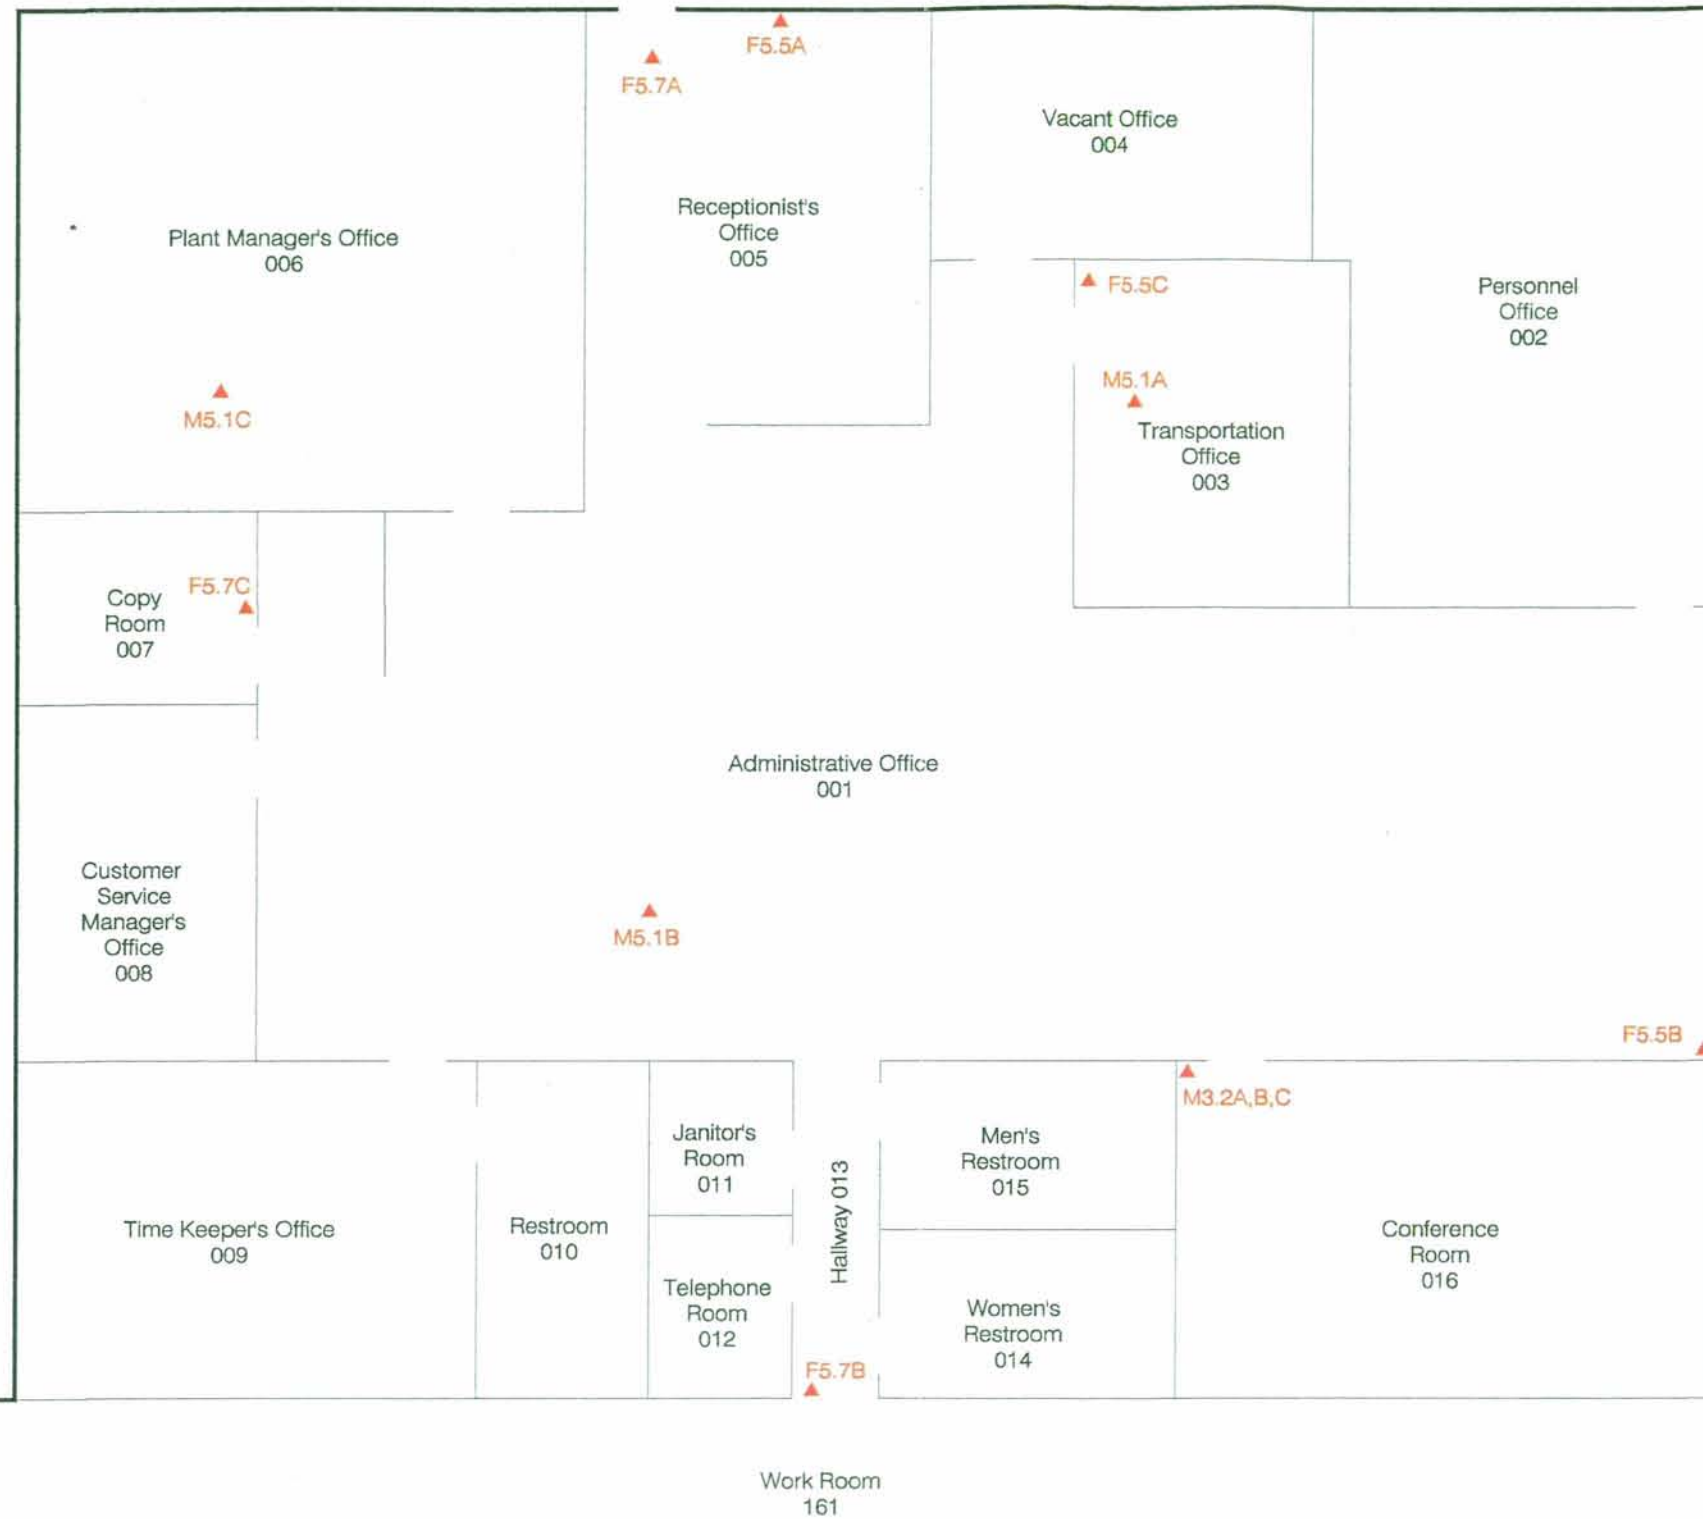 F5.5A
F5.7A
Vacant Office
004
Receptionist's
Office
005
Plant Manager's Office
006
F5.5C
Personnel
Office
002
M5.1A
M5.1C
Transportation
Office
003
F5.7C
Copy
Room
007
Administrative Office
001
Customer
Service
Manager's
Office
008
M5.1B
F5.5B
M3.2A,B,C
Janitor's
Room
011
Men's
Restroom
015
Hallway 013
Time Keeper's Office
009
Restroom
010
Conference
Room
016
Telephone
Room
012
Women's
Restroom
014
F5.7B
Work Room
161